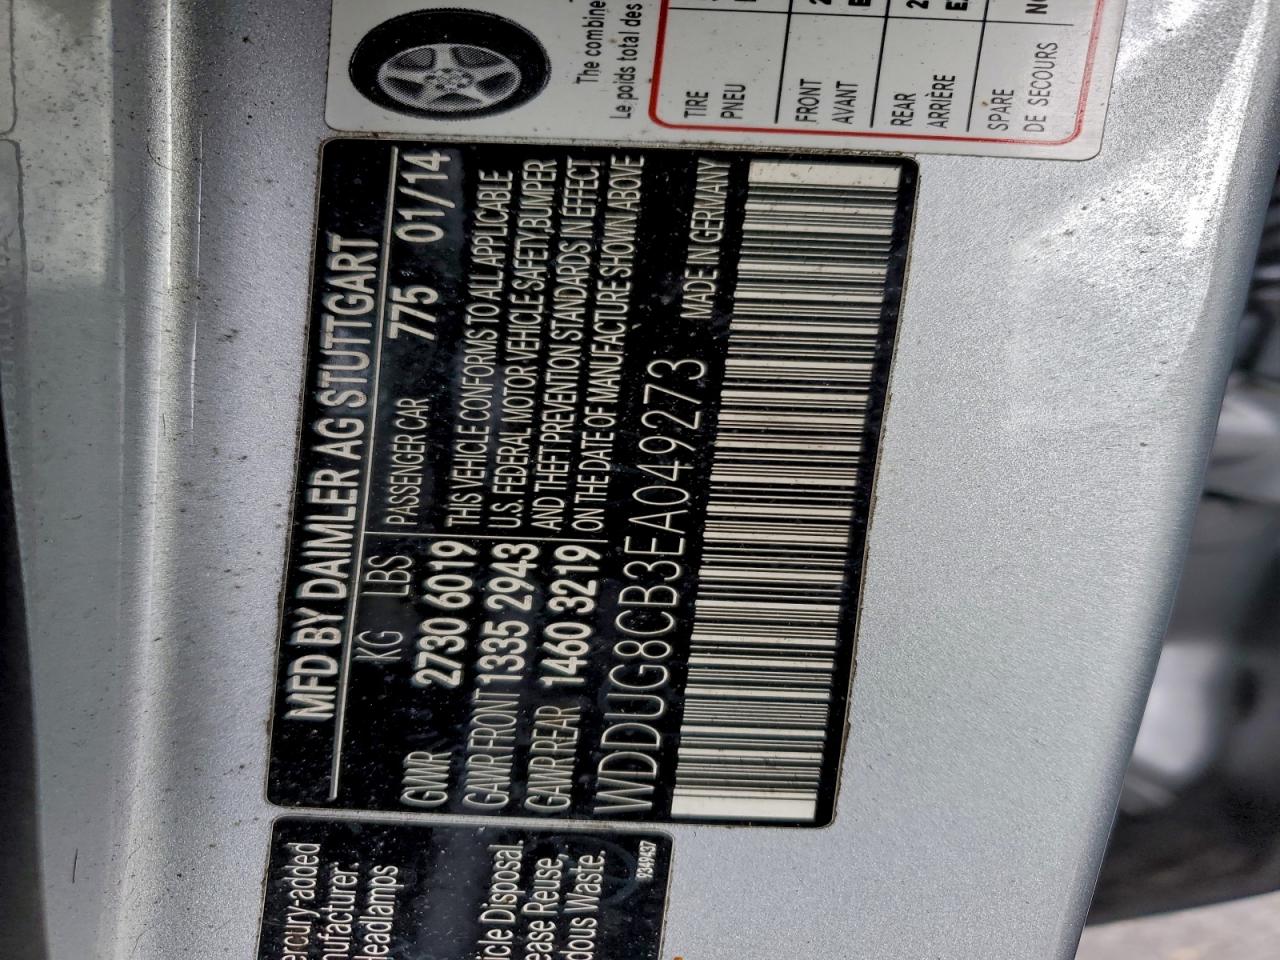 MFD BY DAIMLER AG STUTTGART
KG LBS PASSENGER CAR 775 01/14
GWR 2730 6019
GAWR FRONT 1335 2943
GAWR REAR 1460 3219
THIS VEHICLE CONFORMS TO ALL APPLICABLE
U.S. FEDERAL MOTOR VEHICLE SAFETY, BUMPER
AND THEFT PREVENTION STANDARDS IN EFFECT
ON THE DATE OF MANUFACTURE SHOWN ABOVE
WDDUG8CB3EA049273 MADE IN GERMANY
The combine
Le poids total des
TIRE
PNEU
FRONT
AVANT
REAR
ARRIÈRE
SPARE
DE SECOURS
ercury-added
nufacturer.
Headlamps
icle Disposal.
ease Reuse,
dous Waste.
9349437